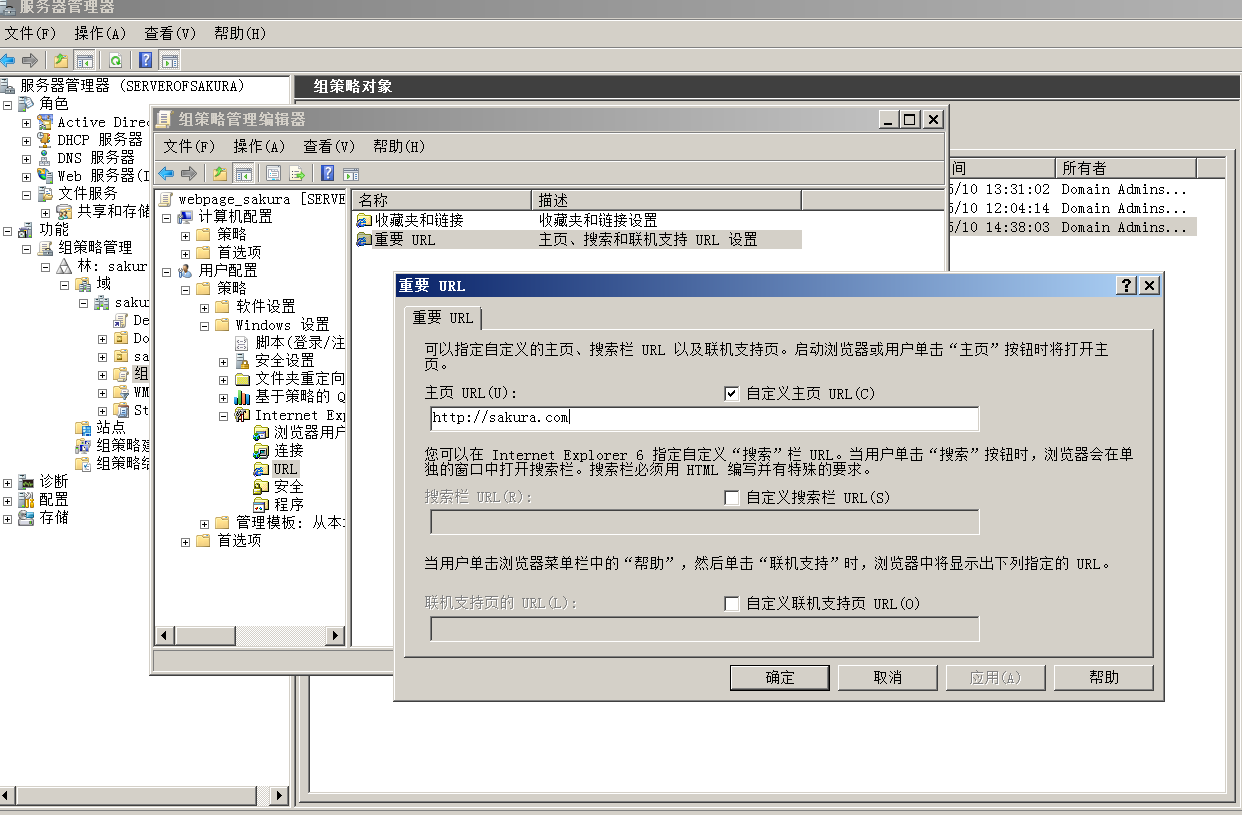 服务器管理器
文件(F) 操作(A) 查看(V) 帮助(H)
服务器管理器 (SERVEROFSAKURA)
角色
Active Dire
DHCP 服务器
DNS 服务器
Web 服务器(I
文件服务
共享和存储
功能
组策略管理
林: sakur
域
saku
De
Do
sa
组
WM
St
站点
组策略建
组策略结
诊断
配置
存储
组策略对象
间 所有者
5/10 13:31:02 Domain Admins...
5/10 12:04:14 Domain Admins...
5/10 14:38:03 Domain Admins...
组策略管理编辑器
文件(F) 操作(A) 查看(V) 帮助(H)
webpage_sakura [SERVE
计算机配置
策略
首选项
用户配置
策略
软件设置
Windows 设置
脚本(登录/注
安全设置
文件夹重定向
基于策略的 Q
Internet Exp
浏览器用户
连接
URL
安全
程序
管理模板: 从本
首选项
名称 描述
收藏夹和链接 收藏夹和链接设置
重要 URL 主页、搜索和联机支持 URL 设置
重要 URL
重要 URL
可以指定自定义的主页、搜索栏 URL 以及联机支持页。启动浏览器或用户单击“主页”按钮时将打开主
页。
主页 URL(U): 自定义主页 URL(C)
http://sakura.com
您可以在 Internet Explorer 6 指定自定义“搜索”栏 URL。当用户单击“搜索”按钮时，浏览器会在单
独的窗口中打开搜索栏。搜索栏必须用 HTML 编写并有特殊的要求。
搜索栏 URL(R): 自定义搜索栏 URL(S)
当用户单击浏览器菜单栏中的“帮助”，然后单击“联机支持”时，浏览器中将显示出下列指定的 URL。
联机支持页的 URL(L): 自定义联机支持页 URL(O)
确定 取消 应用(A) 帮助